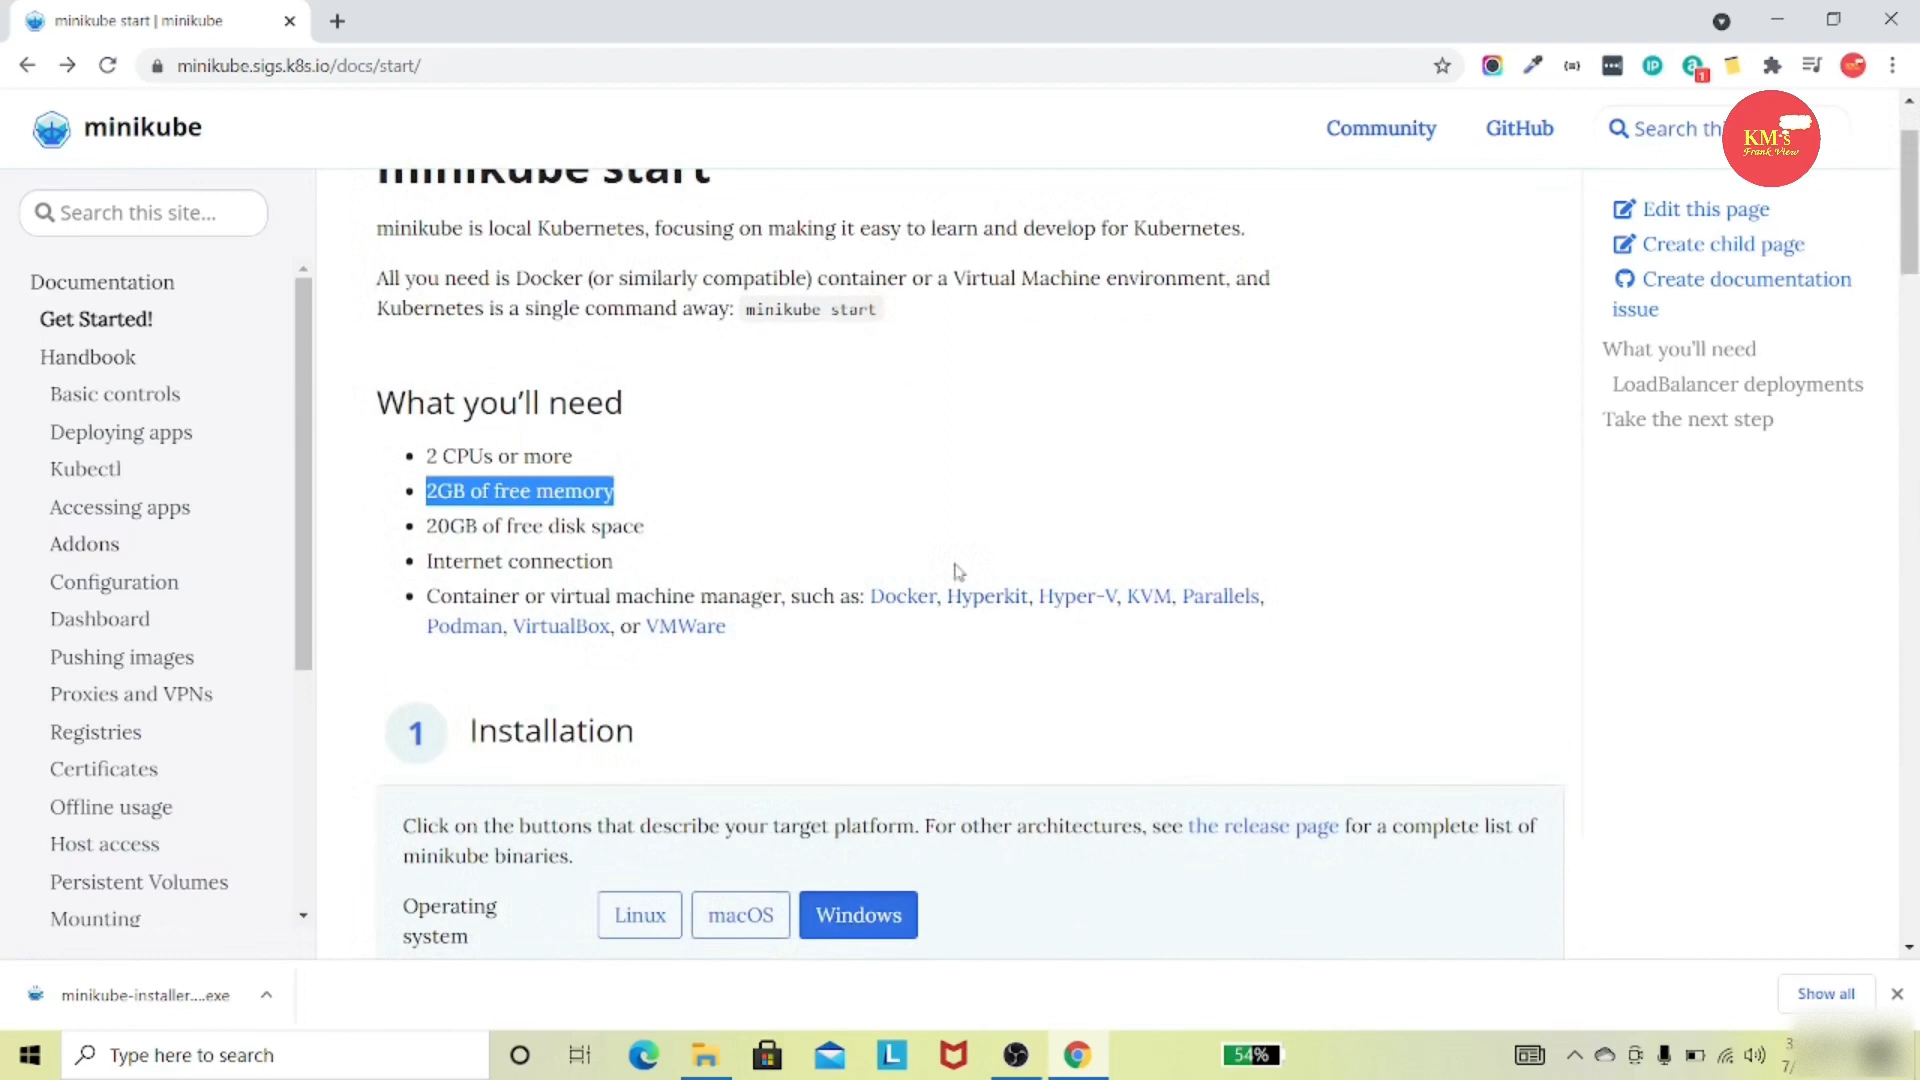 minikube start | minikube
minikube.sigs.k8s.io/docs/start/
1
minikube
Community
GitHub
Search thi
KM's
Frank View
Search this site...
Documentation
Get Started!
Handbook
Basic controls
Deploying apps
Kubectl
Accessing apps
Addons
Configuration
Dashboard
Pushing images
Proxies and VPNs
Registries
Certificates
Offline usage
Host access
Persistent Volumes
Mounting
minikube start
minikube is local Kubernetes, focusing on making it easy to learn and develop for Kubernetes.
All you need is Docker (or similarly compatible) container or a Virtual Machine environment, and
Kubernetes is a single command away: minikube start
What you'll need
2 CPUs or more
2GB of free memory
20GB of free disk space
Internet connection
Container or virtual machine manager, such as: Docker, Hyperkit, Hyper-V, KVM, Parallels,
Podman, VirtualBox, or VMWare
1 Installation
Click on the buttons that describe your target platform. For other architectures, see the release page for a complete list of
minikube binaries.
Operating
system
Linux
macOS
Windows
Edit this page
Create child page
Create documentation
issue
What you'll need
LoadBalancer deployments
Take the next step
minikube-installer....exe
Show all
Type here to search
54%